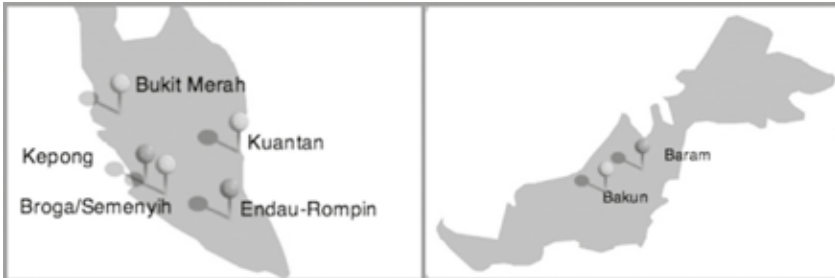 Bukit Merah
Kuantan
Kepong
Broga/Semenyih
Endau-Rompin
Baram
Bakun